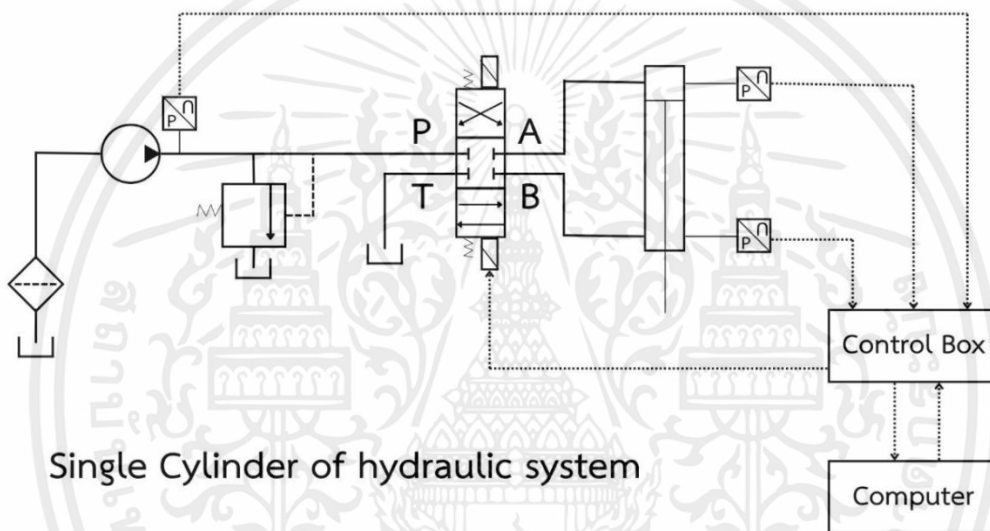 P n
P A
P n
T B
P n
Control Box
Single Cylinder of hydraulic system
Computer